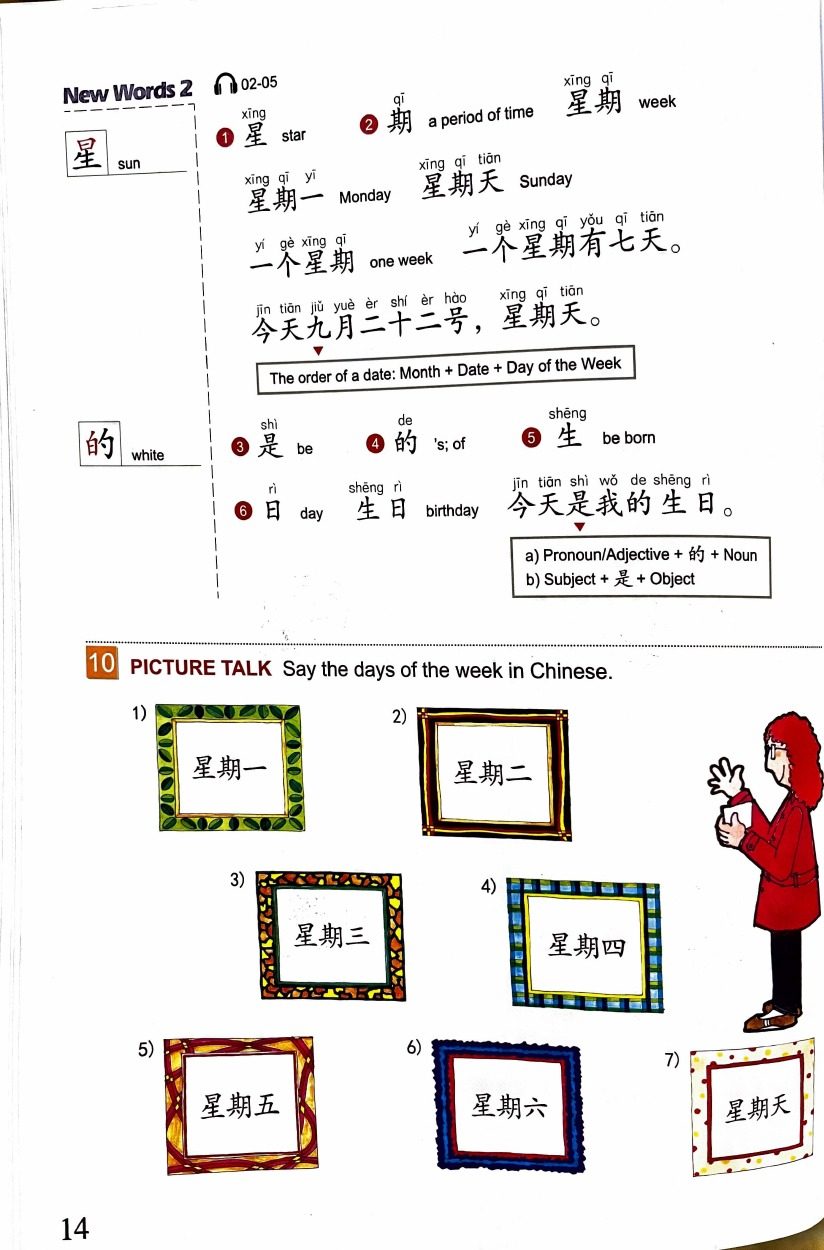 New Words 2 02-05
星 sun
xīng qī xīng qī
1 星 star 2 期 a period of time 星期 week
xīng qī yī xīng qī tiān
星期一 Monday 星期天 Sunday
yí gè xīng qī yí gè xīng qī yǒu qī tiān
一个星期 one week 一个星期有七天。
jīn tiān jiǔ yuè èr shí èr hào xīng qī tiān
今天九月二十二号，星期天。
The order of a date: Month + Date + Day of the Week
的 white
shì de shēng
3 是 be 4 的 's; of 5 生 be born
rì shēng rì jīn tiān shì wǒ de shēng rì
6 日 day 生日 birthday 今天是我的生日。
a) Pronoun/Adjective + 的 + Noun
b) Subject + 是 + Object
10 PICTURE TALK Say the days of the week in Chinese.
1) 星期一
2) 星期二
3) 星期三
4) 星期四
5) 星期五
6) 星期六
7) 星期天
14